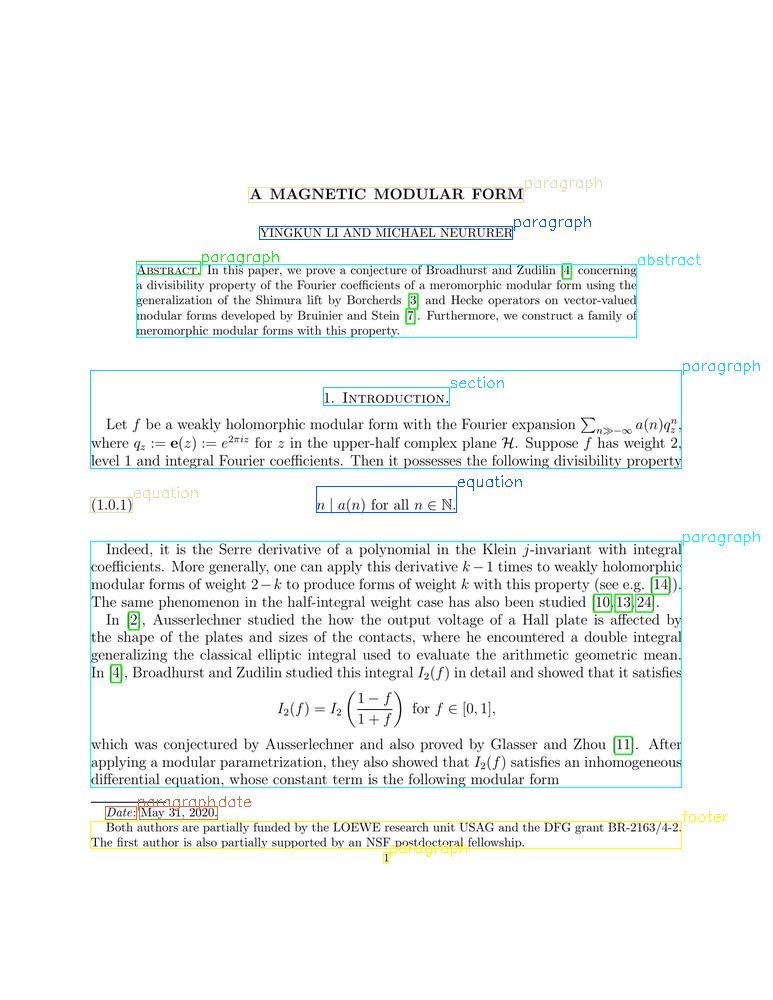 A MAGNETIC MODULAR FORM
paragraph
YINGKUN LI AND MICHAEL NEURURER
paragraph
paragraph
abstract
Abstract. In this paper, we prove a conjecture of Broadhurst and Zudilin [4] concerning
a divisibility property of the Fourier coefficients of a meromorphic modular form using the
generalization of the Shimura lift by Borcherds [3] and Hecke operators on vector-valued
modular forms developed by Bruinier and Stein [7]. Furthermore, we construct a family of
meromorphic modular forms with this property.
paragraph
section
1. Introduction.
Let f be a weakly holomorphic modular form with the Fourier expansion ∑_{n≫−∞} a(n)q_z^n,
where q_z := e(z) := e^{2πiz} for z in the upper-half complex plane ℋ. Suppose f has weight 2,
level 1 and integral Fourier coefficients. Then it possesses the following divisibility property
equation
equation
(1.0.1) n | a(n) for all n ∈ ℕ.
paragraph
Indeed, it is the Serre derivative of a polynomial in the Klein j-invariant with integral
coefficients. More generally, one can apply this derivative k − 1 times to weakly holomorphic
modular forms of weight 2 − k to produce forms of weight k with this property (see e.g. [14]).
The same phenomenon in the half-integral weight case has also been studied [10, 13, 24].
In [2], Ausserlechner studied the how the output voltage of a Hall plate is affected by
the shape of the plates and sizes of the contacts, where he encountered a double integral
generalizing the classical elliptic integral used to evaluate the arithmetic geometric mean.
In [4], Broadhurst and Zudilin studied this integral I_2(f) in detail and showed that it satisfies
I_2(f) = I_2 ( (1 − f)/(1 + f) ) for f ∈ [0, 1],
which was conjectured by Ausserlechner and also proved by Glasser and Zhou [11]. After
applying a modular parametrization, they also showed that I_2(f) satisfies an inhomogeneous
differential equation, whose constant term is the following modular form
paragraph date
Date: May 31, 2020.
footer
Both authors are partially funded by the LOEWE research unit USAG and the DFG grant BR-2163/4-2.
The first author is also partially supported by an NSF postdoctoral fellowship.
paragraph
1